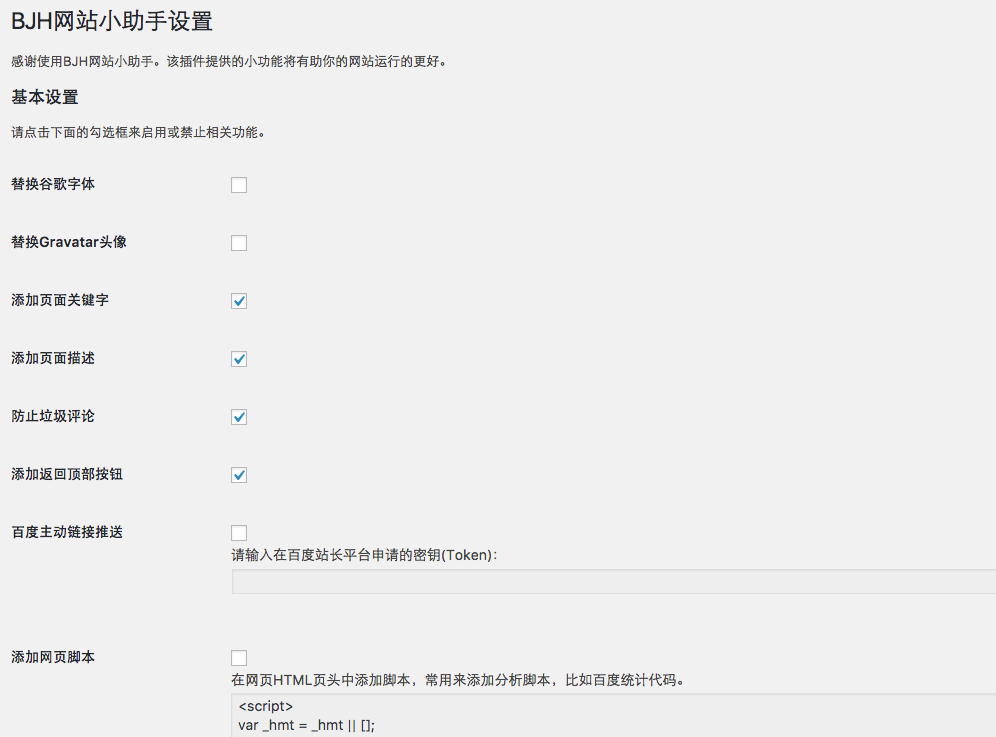 BJH网站小助手设置
感谢使用BJH网站小助手。该插件提供的小功能将有助你的网站运行的更好。
基本设置
请点击下面的勾选框来启用或禁止相关功能。
替换谷歌字体
替换Gravatar头像
添加页面关键字
添加页面描述
防止垃圾评论
添加返回顶部按钮
百度主动链接推送
请输入在百度站长平台申请的密钥(Token)：
添加网页脚本
在网页HTML页头中添加脚本，常用来添加分析脚本，比如百度统计代码。
<script>
var _hmt = _hmt || [];